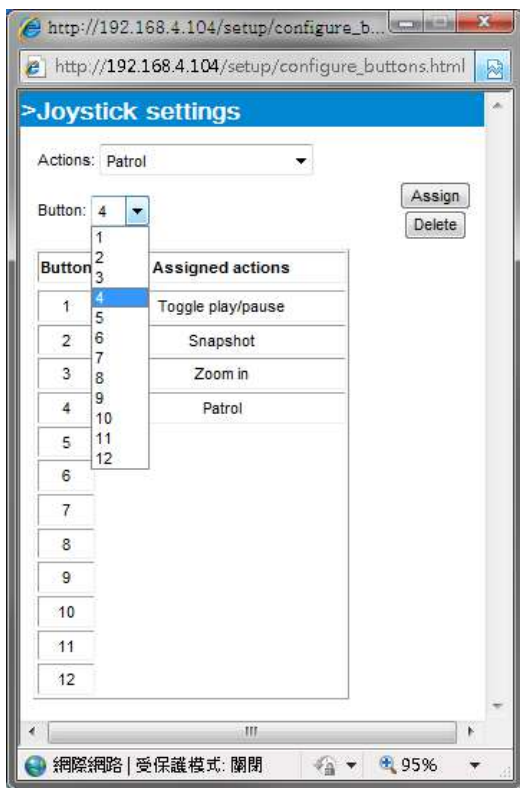 http://192.168.4.104/setup/configure_b...
http://192.168.4.104/setup/configure_buttons.html
>Joystick settings
Actions: Patrol
Assign
Button: 4
Delete
1
2
3
4
5
6
7
8
9
10
11
12
Button Assigned actions
1 Toggle play/pause
2 Snapshot
3 Zoom in
4 Patrol
5
6
7
8
9
10
11
12
網際網路 | 受保護模式: 關閉 95%